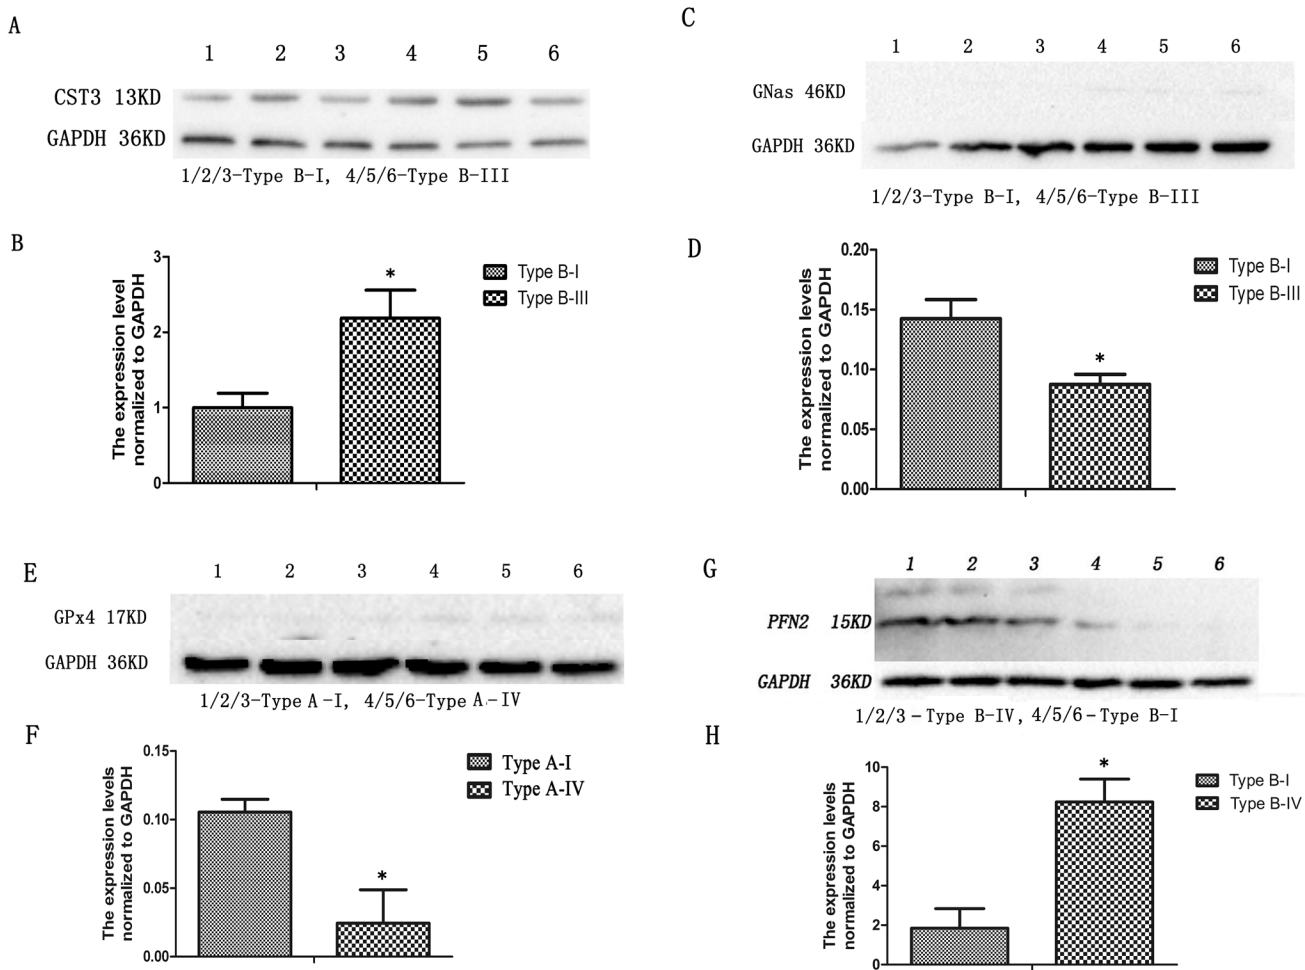 A
1 2 3 4 5 6
CST3 13KD
GAPDH 36KD
1/2/3-Type B-I, 4/5/6-Type B-III
C
1 2 3 4 5 6
GNas 46KD
GAPDH 36KD
1/2/3-Type B-I, 4/5/6-Type B-III
B
The expression level
normalized to GAPDH
3
2
1
0
*
Type B-I
Type B-III
D
The expression levels
normalized to GAPDH
0.20
0.15
0.10
0.05
0.00
*
Type B-I
Type B-III
E
1 2 3 4 5 6
GPx4 17KD
GAPDH 36KD
1/2/3-Type A-I, 4/5/6-Type A-IV
G
1 2 3 4 5 6
PFN2 15KD
GAPDH 36KD
1/2/3-Type B-IV, 4/5/6-Type B-I
F
The expression levels
normalized to GAPDH
0.15
0.10
0.05
0.00
*
Type A-I
Type A-IV
H
The expression levels
normalized to GAPDH
10
8
6
4
2
0
*
Type B-I
Type B-IV